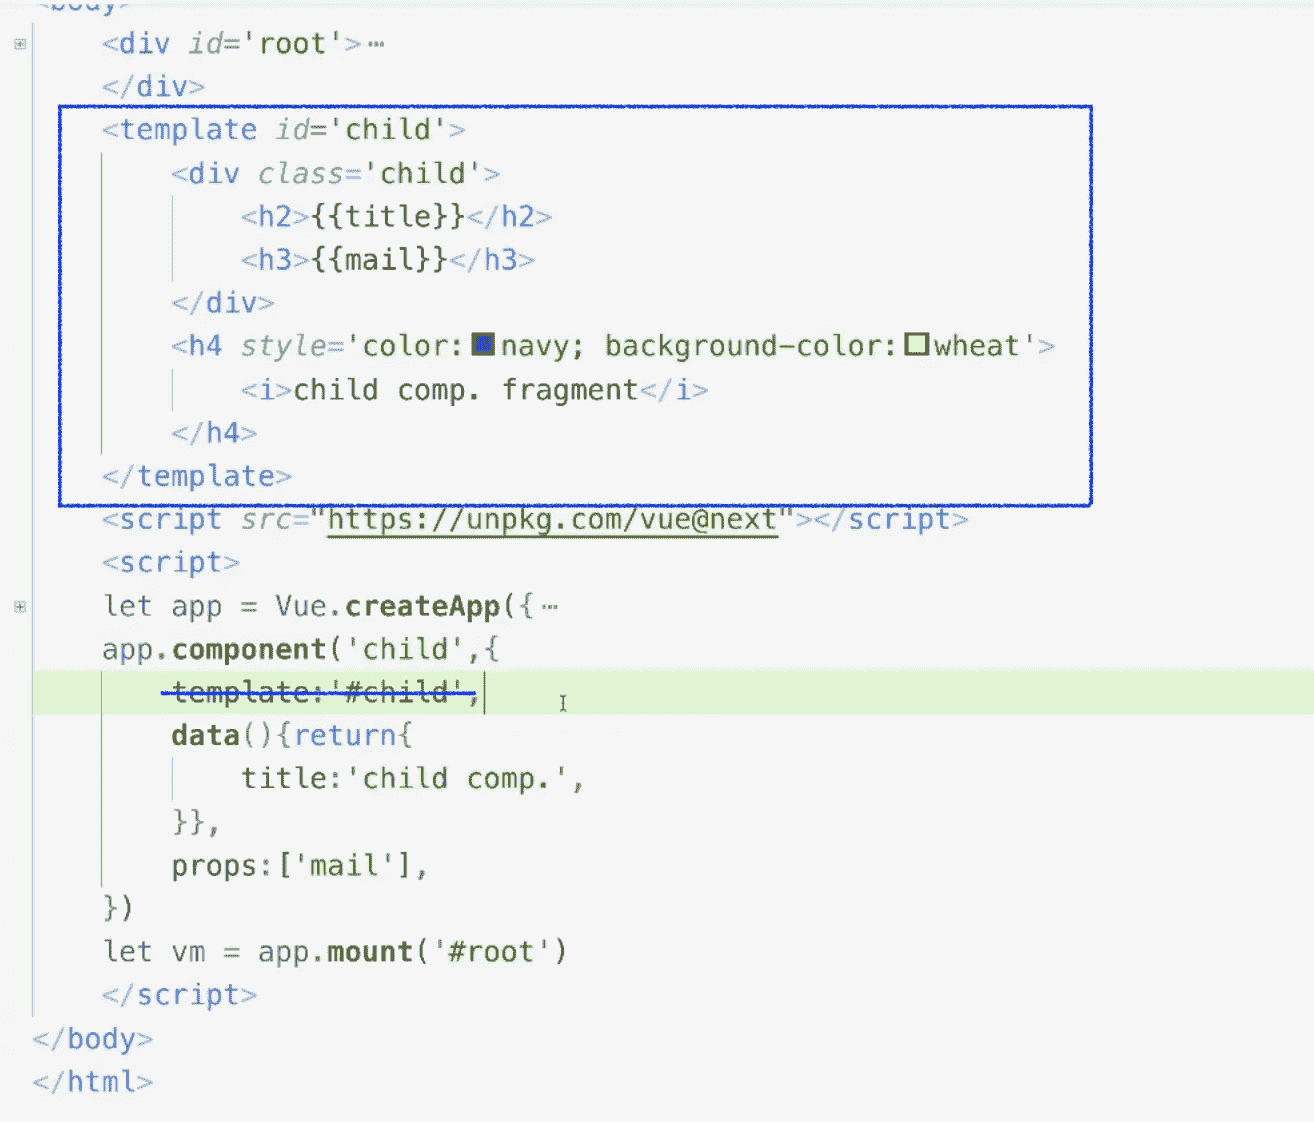 <body>
<div id='root'>⋯
</div>
<template id='child'>
<div class='child'>
<h2>{{title}}</h2>
<h3>{{mail}}</h3>
</div>
<h4 style='color:navy; background-color:wheat'>
<i>child comp. fragment</i>
</h4>
</template>
<script src="https://unpkg.com/vue@next"></script>
<script>
let app = Vue.createApp({⋯
app.component('child',{
template:'#child',
data(){return{
title:'child comp.',
}},
props:['mail'],
})
let vm = app.mount('#root')
</script>
</body>
</html>